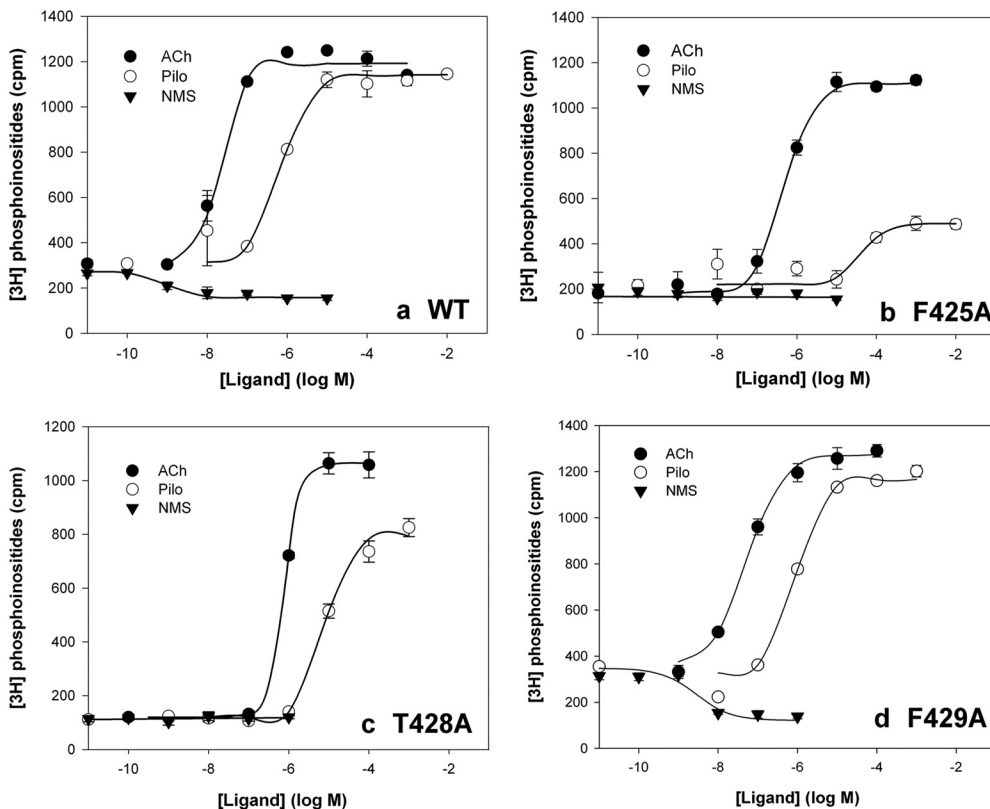 1400
1200
1000
800
600
400
200
0
[3H] phosphoinositides (cpm)
ACh
Pilo
NMS
a WT
-10 -8 -6 -4 -2
[Ligand] (log M)
1400
1200
1000
800
600
400
200
0
[3H] phosphoinositides (cpm)
ACh
Pilo
NMS
b F425A
-10 -8 -6 -4 -2
[Ligand] (log M)
1200
1000
800
600
400
200
0
[3H] phosphoinositides (cpm)
ACh
Pilo
NMS
c T428A
-10 -8 -6 -4 -2
[Ligand] (log M)
1400
1200
1000
800
600
400
200
0
[3H] phosphoinositides (cpm)
ACh
Pilo
NMS
d F429A
-10 -8 -6 -4 -2
[Ligand] (log M)